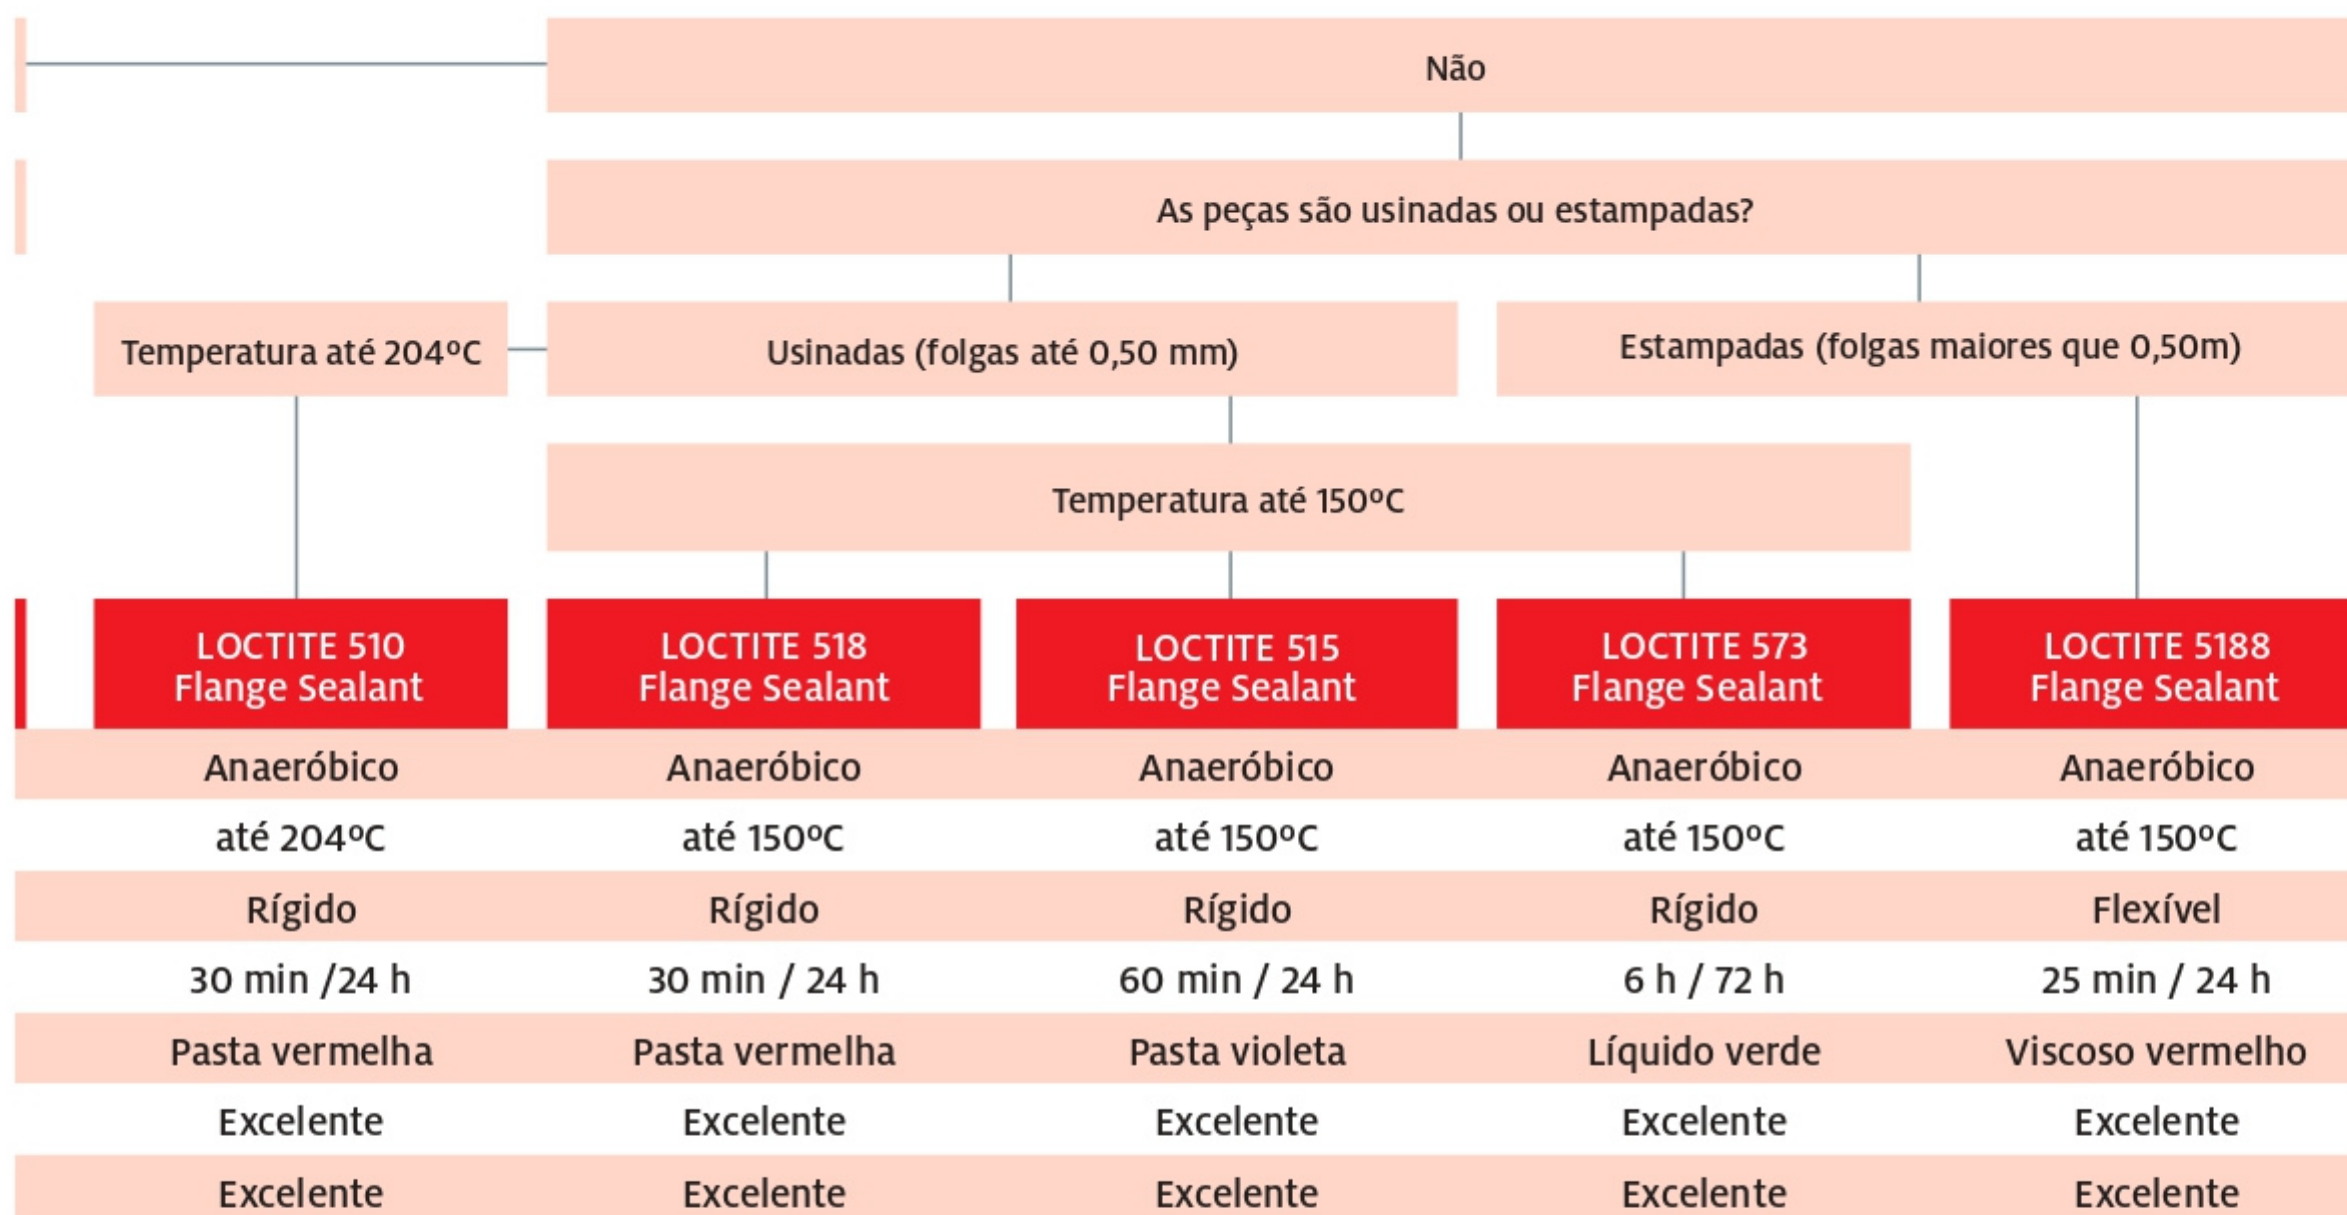 Não
As peças são usinadas ou estampadas?
Temperatura até 204ºC
Usinadas (folgas até 0,50 mm)
Estampadas (folgas maiores que 0,50m)
Temperatura até 150ºC
LOCTITE 510
Flange Sealant
LOCTITE 518
Flange Sealant
LOCTITE 515
Flange Sealant
LOCTITE 573
Flange Sealant
LOCTITE 5188
Flange Sealant
Anaeróbico Anaeróbico Anaeróbico Anaeróbico Anaeróbico
até 204ºC até 150ºC até 150ºC até 150ºC até 150ºC
Rígido Rígido Rígido Rígido Flexível
30 min /24 h 30 min / 24 h 60 min / 24 h 6 h / 72 h 25 min / 24 h
Pasta vermelha Pasta vermelha Pasta violeta Líquido verde Viscoso vermelho
Excelente Excelente Excelente Excelente Excelente
Excelente Excelente Excelente Excelente Excelente